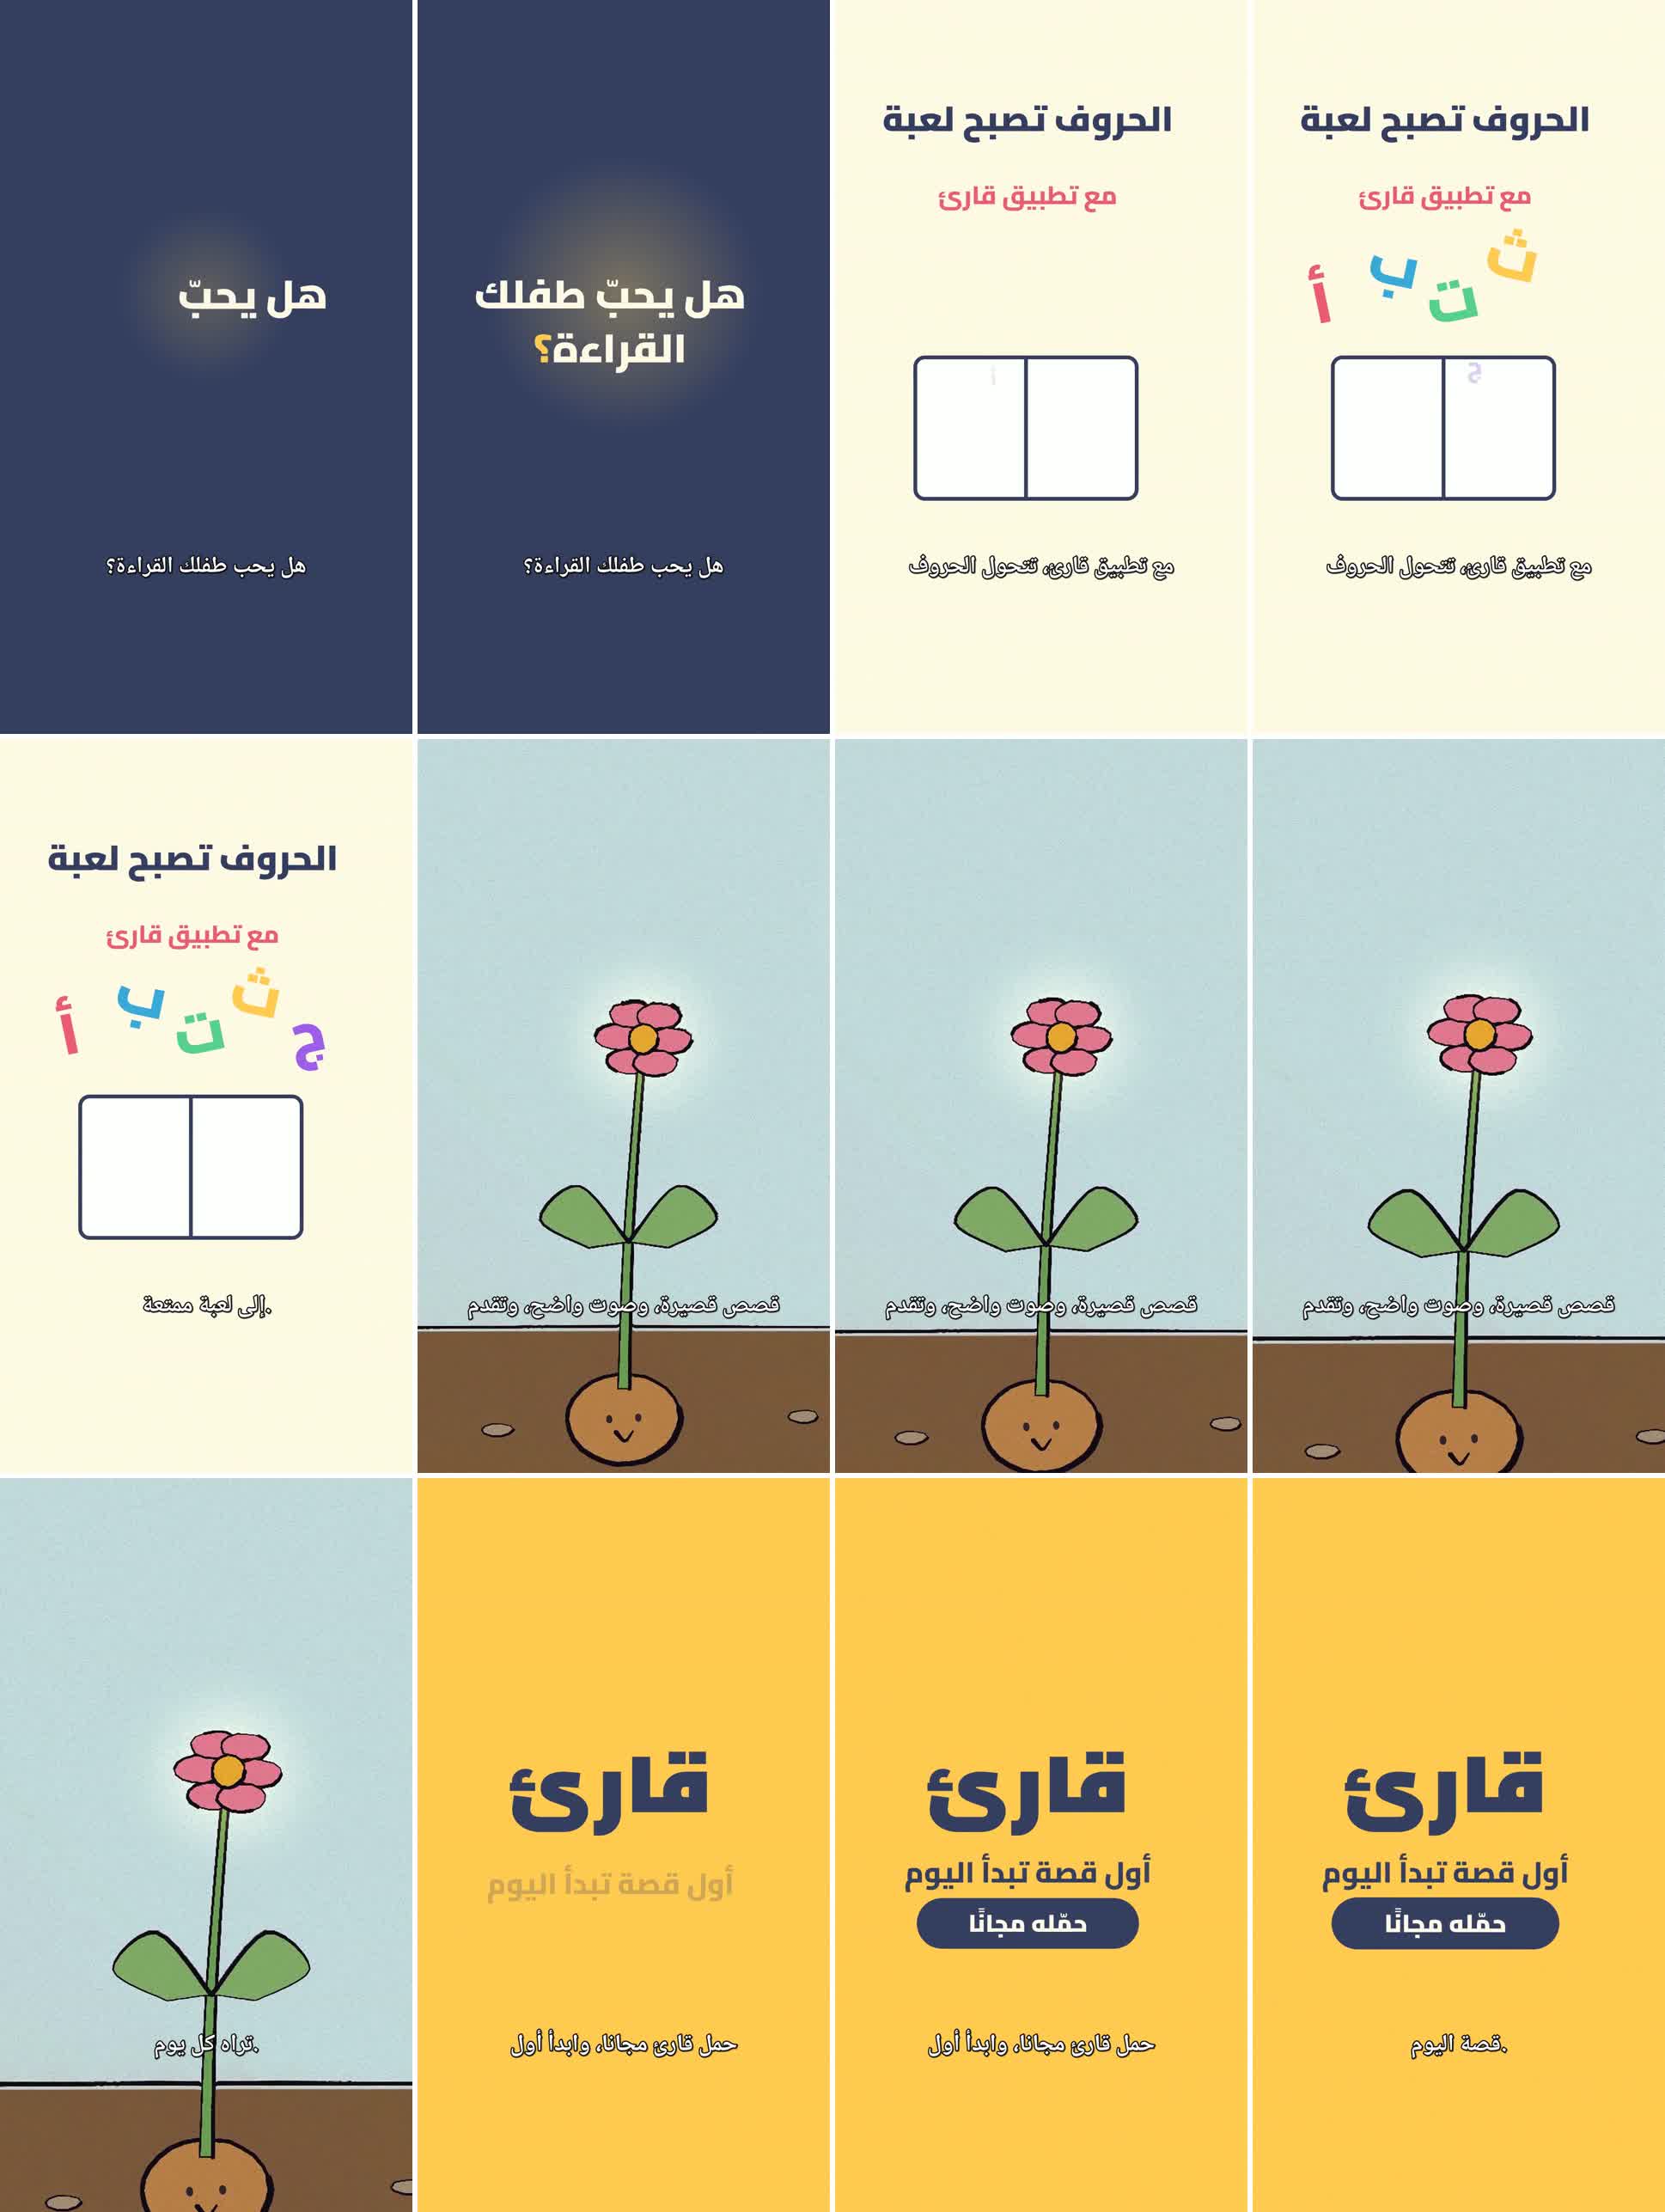 هل يحبّ
هل يحب طفلك القراءة؟
هل يحبّ طفلك
القراءة؟
هل يحب طفلك القراءة؟
الحروف تصبح لعبة
مع تطبيق قارئ
أ
مع تطبيق قارئ، تتحول الحروف
الحروف تصبح لعبة
مع تطبيق قارئ
أ ب ت ث
ج
مع تطبيق قارئ، تتحول الحروف
الحروف تصبح لعبة
مع تطبيق قارئ
أ ب ت ث ج
إلى لعبة ممتعة.
قصص قصيرة، وصوت واضح، وتقدم
قصص قصيرة، وصوت واضح، وتقدم
قصص قصيرة، وصوت واضح، وتقدم
تراه كل يوم.
قارئ
أول قصة تبدأ اليوم
حمل قارئ مجانا، وابدأ أول
قارئ
أول قصة تبدأ اليوم
حمّله مجانًا
حمل قارئ مجانا، وابدأ أول
قارئ
أول قصة تبدأ اليوم
حمّله مجانًا
قصة اليوم.